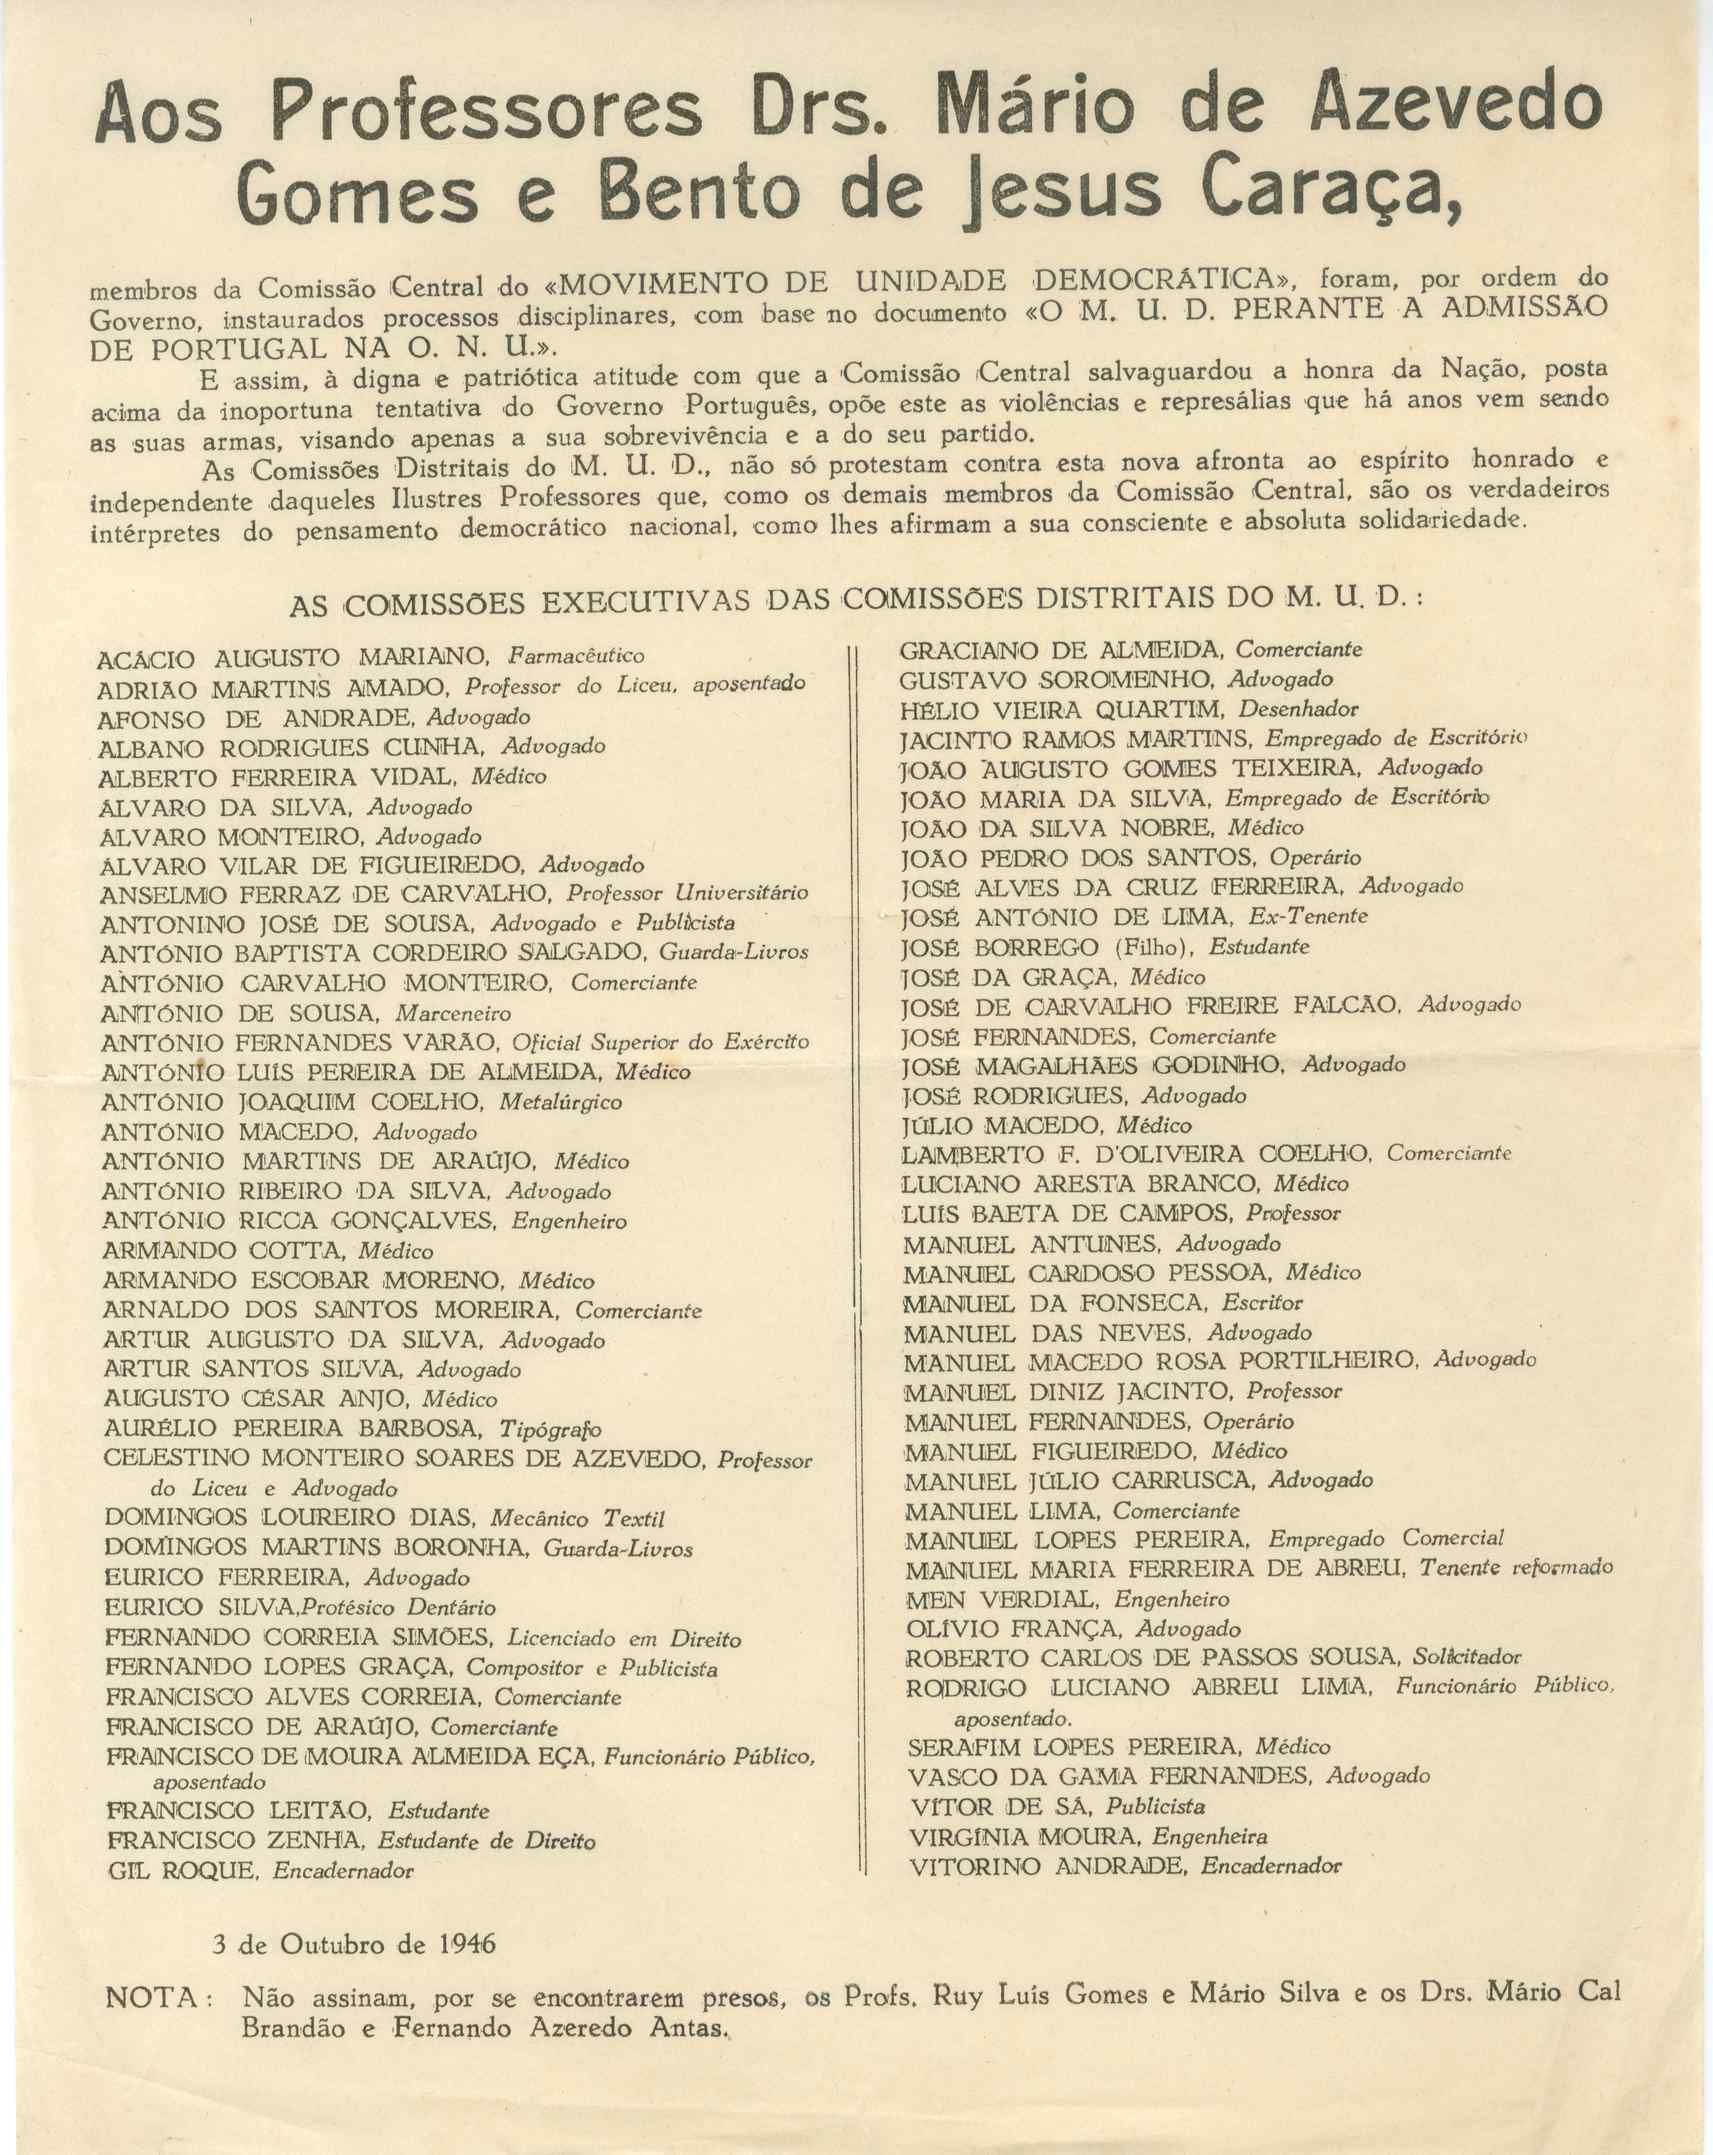 Aos Professores Drs. Mário de Azevedo
Gomes e Bento de Jesus Caraça,
membros da Comissão Central do «MOVIMENTO DE UNIDADE DEMOCRÁTICA», foram, por ordem do
Governo, instaurados processos disciplinares, com base no documento «O M. U. D. PERANTE A ADMISSÃO
DE PORTUGAL NA O. N. U.».
E assim, à digna e patriótica atitude com que a Comissão Central salvaguardou a honra da Nação, posta
acima da inoportuna tentativa do Governo Português, opõe este as violências e represálias que há anos vem sendo
as suas armas, visando apenas a sua sobrevivência e a do seu partido.
As Comissões Distritais do M. U. D., não só protestam contra esta nova afronta ao espírito honrado e
independente daqueles Ilustres Professores que, como os demais membros da Comissão Central, são os verdadeiros
intérpretes do pensamento democrático nacional, como lhes afirmam a sua consciente e absoluta solidariedade.
AS COMISSÕES EXECUTIVAS DAS COMISSÕES DISTRITAIS DO M. U. D. :
ACÁCIO AUGUSTO MARIANO, Farmacêutico
ADRIÃO MARTINS AMADO, Professor do Liceu, aposentado
AFONSO DE ANDRADE, Advogado
ALBANO RODRIGUES CUNHA, Advogado
ALBERTO FERREIRA VIDAL, Médico
ÁLVARO DA SILVA, Advogado
ÁLVARO MONTEIRO, Advogado
ÁLVARO VILAR DE FIGUEIREDO, Advogado
ANSELMO FERRAZ DE CARVALHO, Professor Universitário
ANTONINO JOSÉ DE SOUSA, Advogado e Publicista
ANTÓNIO BAPTISTA CORDEIRO SALGADO, Guarda-Livros
ANTÓNIO CARVALHO MONTEIRO, Comerciante
ANTÓNIO DE SOUSA, Marceneiro
ANTÓNIO FERNANDES VARÃO, Oficial Superior do Exército
ANTÓNIO LUÍS PEREIRA DE ALMEIDA, Médico
ANTÓNIO JOAQUIM COELHO, Metalúrgico
ANTÓNIO MACEDO, Advogado
ANTÓNIO MARTINS DE ARAÚJO, Médico
ANTÓNIO RIBEIRO DA SILVA, Advogado
ANTÓNIO RICCA GONÇALVES, Engenheiro
ARMANDO COTTA, Médico
ARMANDO ESCOBAR MORENO, Médico
ARNALDO DOS SANTOS MOREIRA, Comerciante
ARTUR AUGUSTO DA SILVA, Advogado
ARTUR SANTOS SILVA, Advogado
AUGUSTO CÉSAR ANJO, Médico
AURÉLIO PEREIRA BARBOSA, Tipógrafo
CELESTINO MONTEIRO SOARES DE AZEVEDO, Professor
do Liceu e Advogado
DOMINGOS LOUREIRO DIAS, Mecânico Textil
DOMINGOS MARTINS BORONHA, Guarda-Livros
EURICO FERREIRA, Advogado
EURICO SILVA,Protésico Dentário
FERNANDO CORREIA SIMÕES, Licenciado em Direito
FERNANDO LOPES GRAÇA, Compositor e Publicista
FRANCISCO ALVES CORREIA, Comerciante
FRANCISCO DE ARAÚJO, Comerciante
FRANCISCO DE MOURA ALMEIDA EÇA, Funcionário Público,
aposentado
FRANCISCO LEITÃO, Estudante
FRANCISCO ZENHA, Estudante de Direito
GIL ROQUE, Encadernador
GRACIANO DE ALMEIDA, Comerciante
GUSTAVO SOROMENHO, Advogado
HÉLIO VIEIRA QUARTIM, Desenhador
JACINTO RAMOS MARTINS, Empregado de Escritório
JOÃO AUGUSTO GOMES TEIXEIRA, Advogado
JOÃO MARIA DA SILVA, Empregado de Escritório
JOÃO DA SILVA NOBRE, Médico
JOÃO PEDRO DOS SANTOS, Operário
JOSÉ ALVES DA CRUZ FERREIRA, Advogado
JOSÉ ANTÓNIO DE LIMA, Ex-Tenente
JOSÉ BORREGO (Filho), Estudante
JOSÉ DA GRAÇA, Médico
JOSÉ DE CARVALHO FREIRE FALCÃO, Advogado
JOSÉ FERNANDES, Comerciante
JOSÉ MAGALHÃES GODINHO, Advogado
JOSÉ RODRIGUES, Advogado
JÚLIO MACEDO, Médico
LAMBERTO F. D'OLIVEIRA COELHO, Comerciante
LUCIANO ARESTA BRANCO, Médico
LUÍS BAETA DE CAMPOS, Professor
MANUEL ANTUNES, Advogado
MANUEL CARDOSO PESSOA, Médico
MANUEL DA FONSECA, Escritor
MANUEL DAS NEVES, Advogado
MANUEL MACEDO ROSA PORTILHEIRO, Advogado
MANUEL DINIZ JACINTO, Professor
MANUEL FERNANDES, Operário
MANUEL FIGUEIREDO, Médico
MANUEL JÚLIO CARRUSCA, Advogado
MANUEL LIMA, Comerciante
MANUEL LOPES PEREIRA, Empregado Comercial
MANUEL MARIA FERREIRA DE ABREU, Tenente reformado
MEN VERDIAL, Engenheiro
OLÍVIO FRANÇA, Advogado
ROBERTO CARLOS DE PASSOS SOUSA, Solicitador
RODRIGO LUCIANO ABREU LIMA, Funcionário Público,
aposentado.
SERAFIM LOPES PEREIRA, Médico
VASCO DA GAMA FERNANDES, Advogado
VÍTOR DE SÁ, Publicista
VIRGÍNIA MOURA, Engenheira
VITORINO ANDRADE, Encadernador
3 de Outubro de 1946
NOTA : Não assinam, por se encontrarem presos, os Profs. Ruy Luís Gomes e Mário Silva e os Drs. Mário Cal
Brandão e Fernando Azeredo Antas.